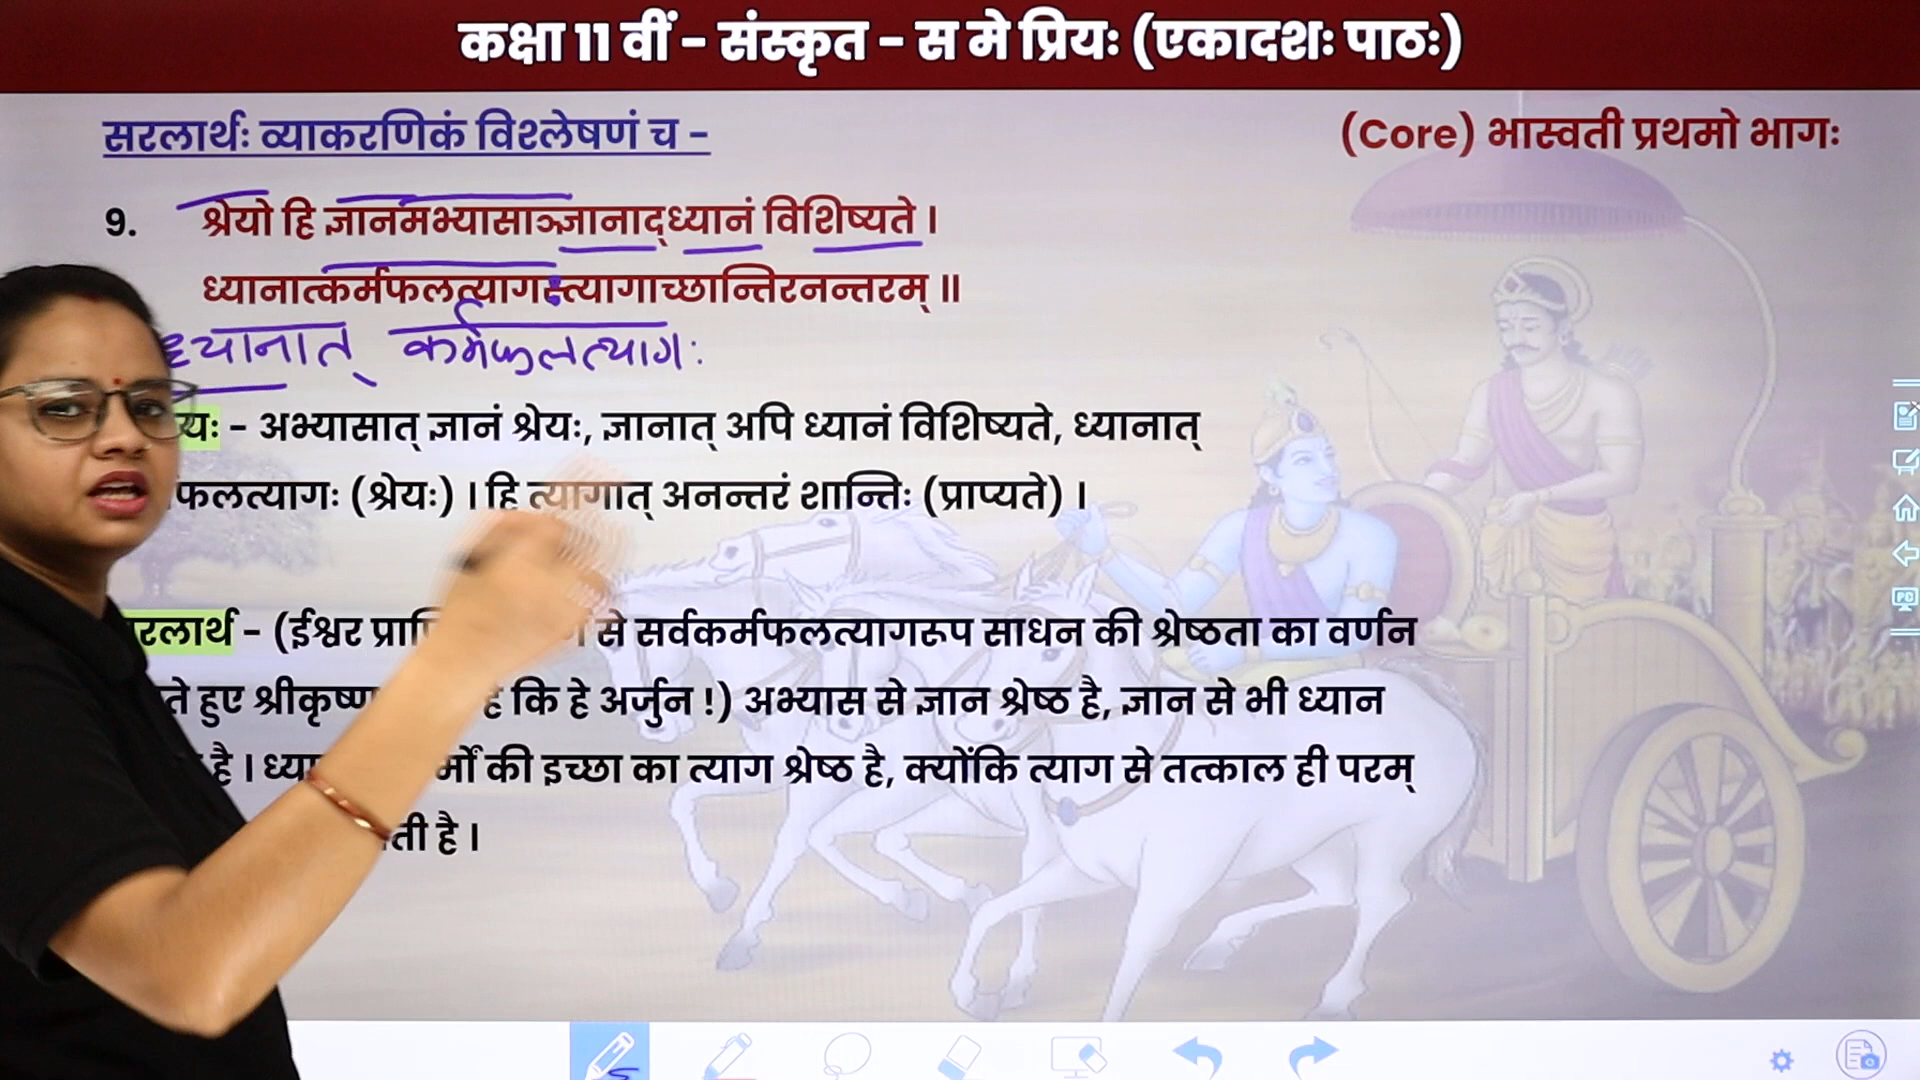 कक्षा 11 वीं - संस्कृत - स मे प्रियः (एकादशः पाठः)
सरलार्थः व्याकरणिकं विश्लेषणं च -
(Core) भास्वती प्रथमो भागः
9. श्रेयो हि ज्ञानमभ्यासाञ्ज्ञानाद्ध्यानं विशिष्यते ।
ध्यानात्कर्मफलत्यागस्त्यागाच्छान्तिरनन्तरम् ॥
ध्यानात् कर्मफलत्यागः
यः - अभ्यासात् ज्ञानं श्रेयः, ज्ञानात् अपि ध्यानं विशिष्यते, ध्यानात्
फलत्यागः (श्रेयः) । हि त्यागात् अनन्तरं शान्तिः (प्राप्यते) ।
रलार्थ - (ईश्वर से सर्वकर्मफलत्यागरूप साधन की श्रेष्ठता का वर्णन
ते हुए श्रीकृष्ण है कि हे अर्जुन !) अभ्यास से ज्ञान श्रेष्ठ है, ज्ञान से भी ध्यान
है । की इच्छा का त्याग श्रेष्ठ है, क्योंकि त्याग से तत्काल ही परम्
ती है ।